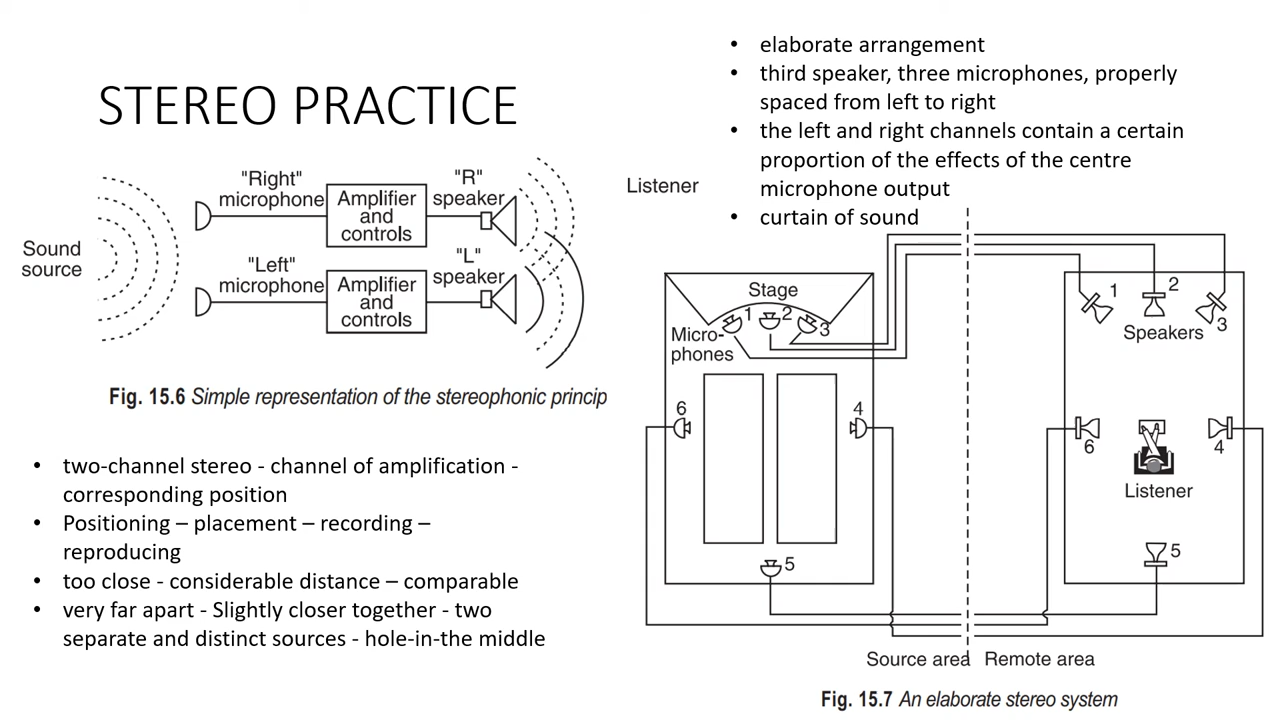 STEREO PRACTICE
"Right"
microphone
Amplifier
and
controls
"R"
speaker
Listener
Sound
source
"Left"
microphone
Amplifier
and
controls
"L"
speaker
Fig. 15.6 Simple representation of the stereophonic princip
• two-channel stereo - channel of amplification -
corresponding position
• Positioning – placement – recording –
reproducing
• too close - considerable distance – comparable
• very far apart - Slightly closer together - two
separate and distinct sources - hole-in-the middle
• elaborate arrangement
• third speaker, three microphones, properly
spaced from left to right
• the left and right channels contain a certain
proportion of the effects of the centre
microphone output
• curtain of sound
Stage
1
2
3
Micro-
phones
6
4
5
1
2
3
Speakers
6
4
Listener
5
Source area
Remote area
Fig. 15.7 An elaborate stereo system